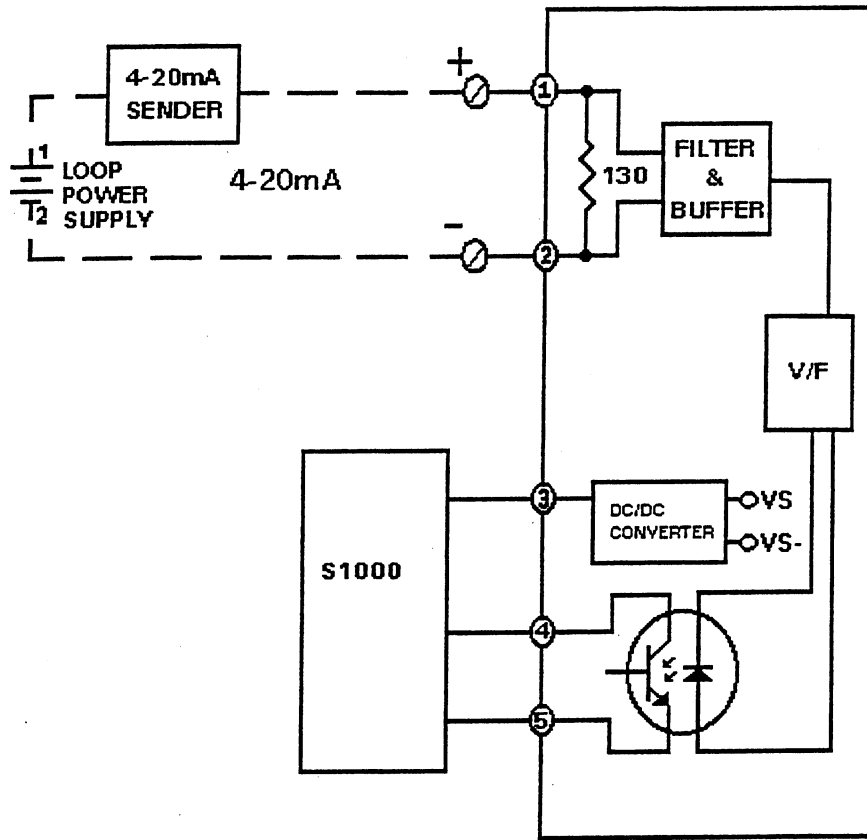 4-20mA
SENDER
+
1
1
LOOP
POWER
SUPPLY
2
4-20mA
130
FILTER
&
BUFFER
-
2
V/F
3
DC/DC
CONVERTER
VS
VS-
S1000
4
5